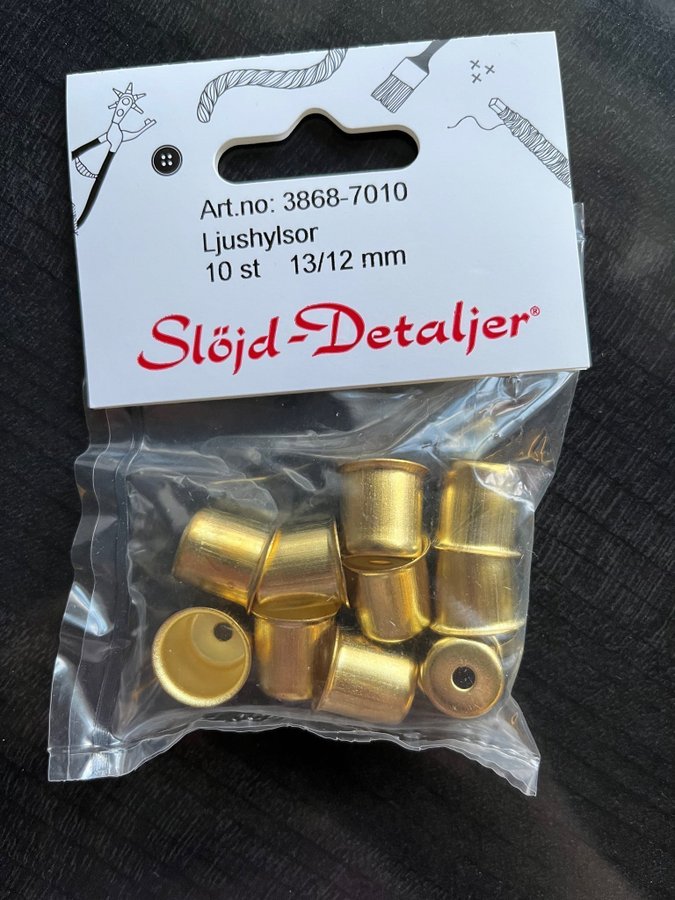 Art.no: 3868-7010
Ljushylsor
10 st 13/12 mm
Slöjd-Detaljer®